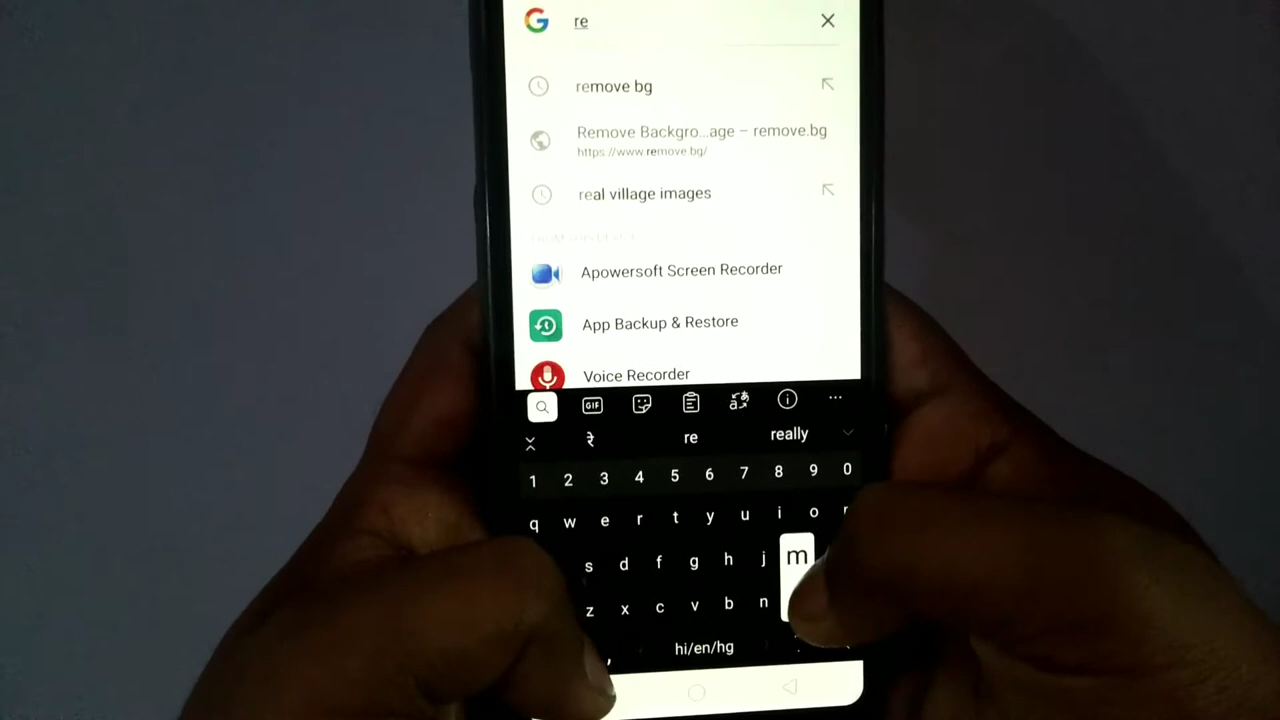 re
remove bg
Remove Backgro...age – remove.bg
https://www.remove.bg/
real village images
Apowersoft Screen Recorder
App Backup & Restore
Voice Recorder
GIF
रे re really
1 2 3 4 5 6 7 8 9 0
q w e r t y u i o
s d f g h j m
z x c v b n
, hi/en/hg .